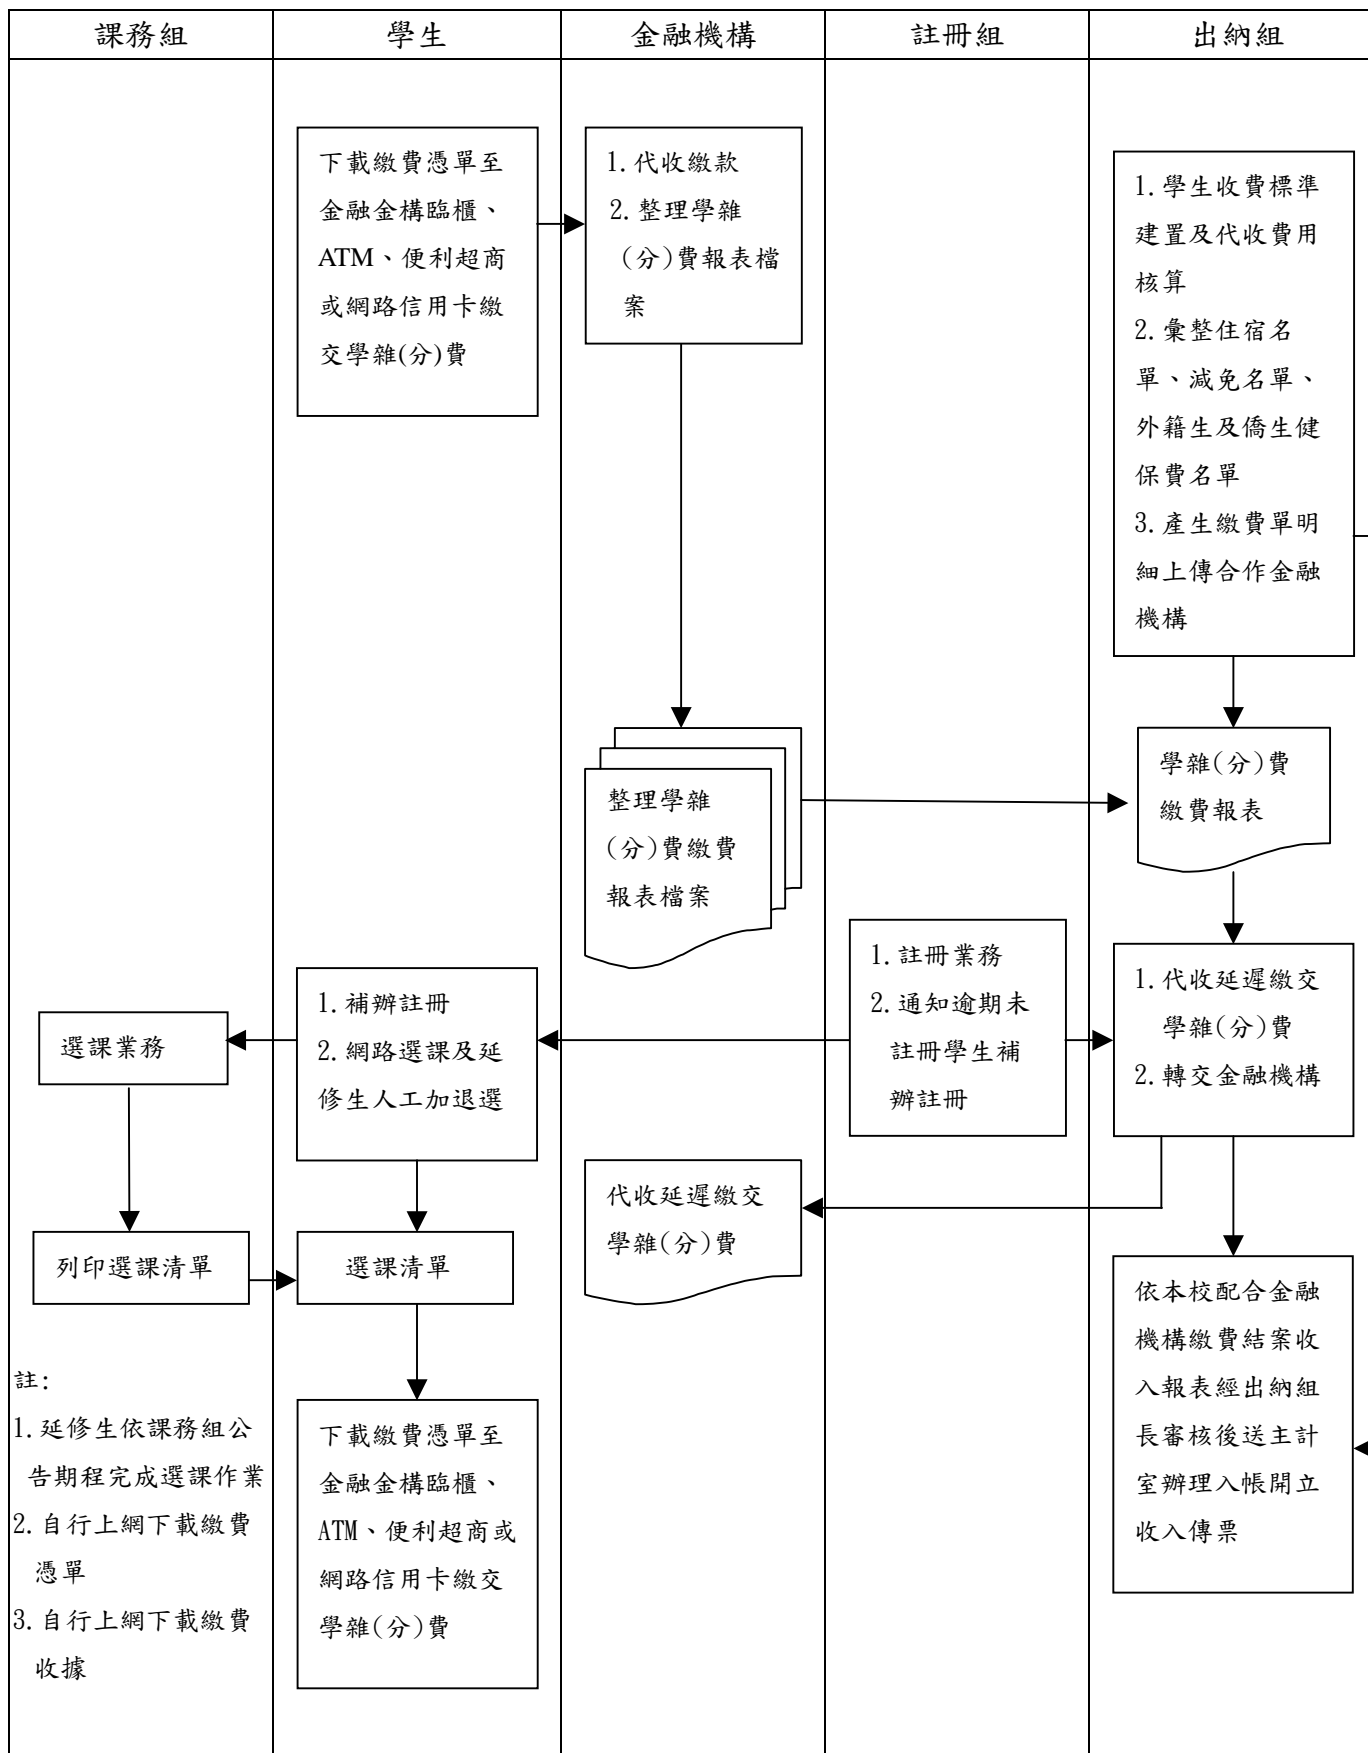 課務組
學生
金融機構
註冊組
出納組
下載繳費憑單至
金融金構臨櫃、
ATM、便利超商
或網路信用卡繳
交學雜(分)費
1.代收繳款
2.整理學雜
(分)費報表檔
案
1.學生收費標準
建置及代收費用
核算
2.彙整住宿名
單、減免名單、
外籍生及僑生健
保費名單
3.產生繳費單明
細上傳合作金融
機構
整理學雜
(分)費繳費
報表檔案
學雜(分)費
繳費報表
選課業務
1.補辦註冊
2.網路選課及延
修生人工加退選
1.註冊業務
2.通知逾期未
註冊學生補
辦註冊
1.代收延遲繳交
學雜(分)費
2.轉交金融機構
代收延遲繳交
學雜(分)費
列印選課清單
選課清單
依本校配合金融
機構繳費結案收
入報表經出納組
長審核後送主計
室辦理入帳開立
收入傳票
註:
1.延修生依課務組公
告期程完成選課作業
2.自行上網下載繳費
憑單
3.自行上網下載繳費
收據
下載繳費憑單至
金融金構臨櫃、
ATM、便利超商或
網路信用卡繳交
學雜(分)費